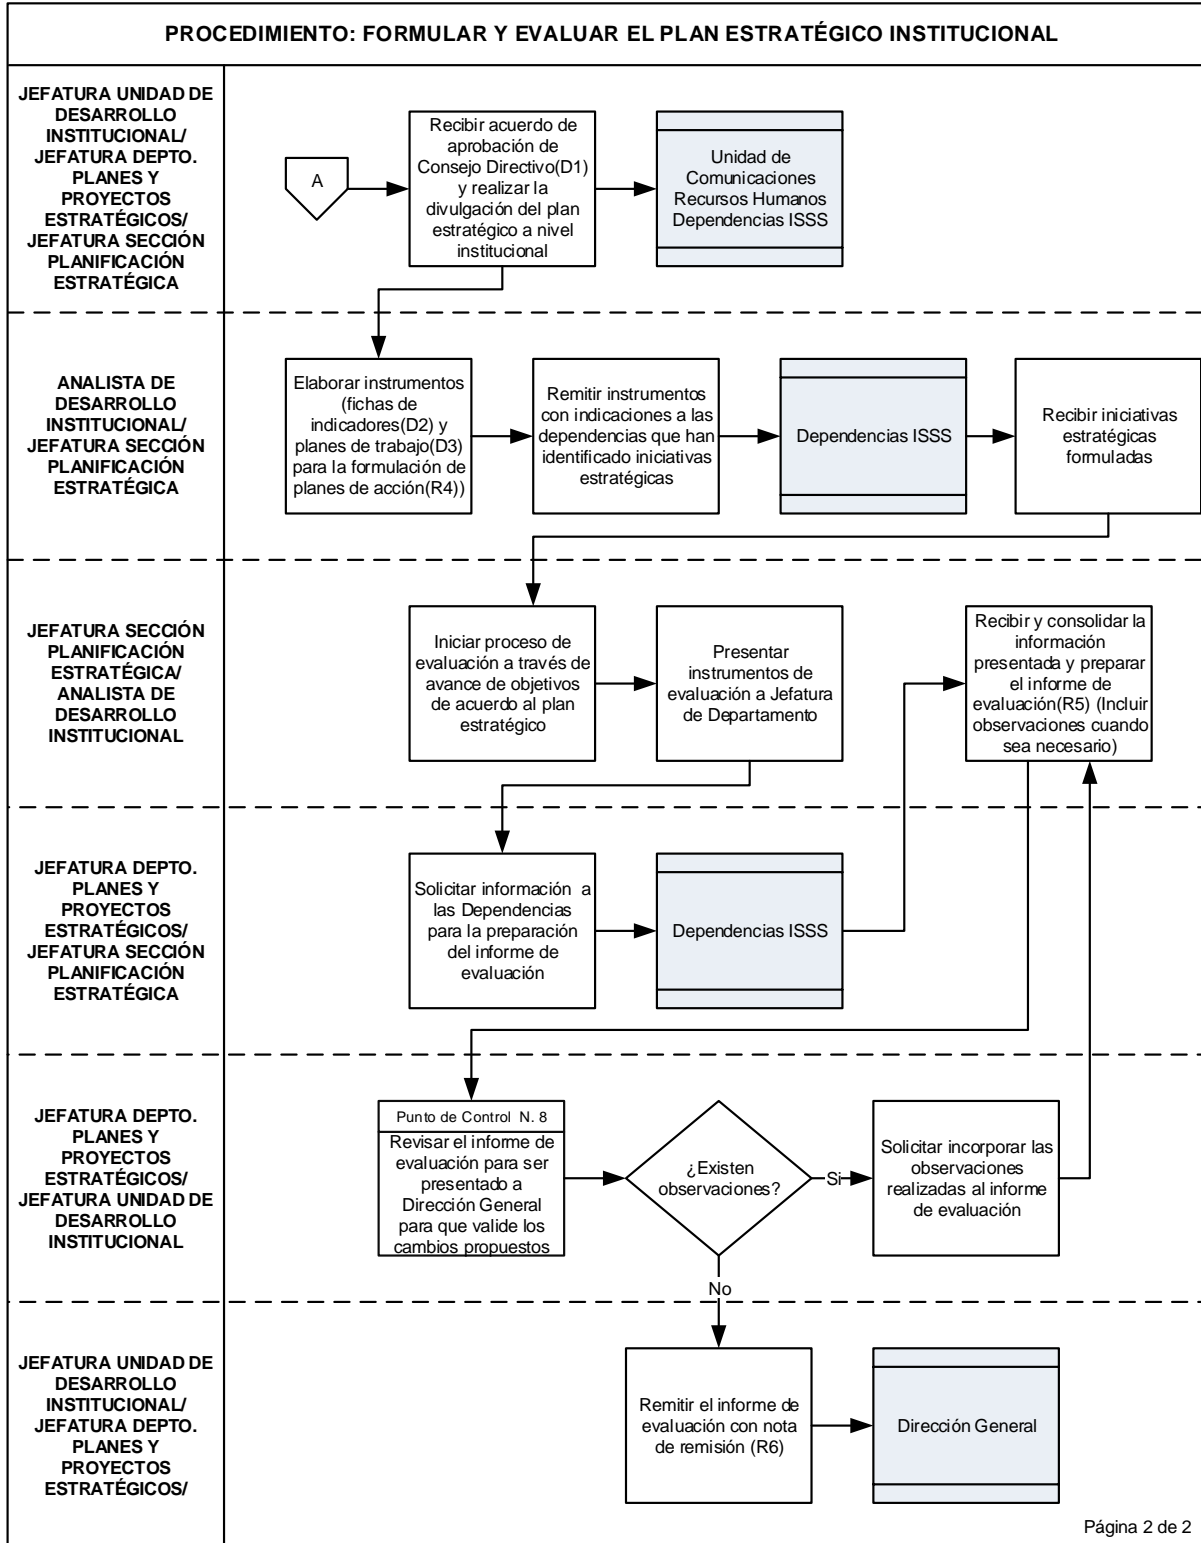 PROCEDIMIENTO: FORMULAR Y EVALUAR EL PLAN ESTRATÉGICO INSTITUCIONAL
JEFATURA UNIDAD DE
DESARROLLO
INSTITUCIONAL/
JEFATURA DEPTO.
PLANES Y
PROYECTOS
ESTRATÉGICOS/
JEFATURA SECCIÓN
PLANIFICACIÓN
ESTRATÉGICA
A
Recibir acuerdo de
aprobación de
Consejo Directivo(D1)
y realizar la
divulgación del plan
estratégico a nivel
institucional
Unidad de
Comunicaciones
Recursos Humanos
Dependencias ISSS
ANALISTA DE
DESARROLLO
INSTITUCIONAL/
JEFATURA SECCIÓN
PLANIFICACIÓN
ESTRATÉGICA
Elaborar instrumentos
(fichas de
indicadores(D2) y
planes de trabajo(D3)
para la formulación de
planes de acción(R4))
Remitir instrumentos
con indicaciones a las
dependencias que han
identificado iniciativas
estratégicas
Dependencias ISSS
Recibir iniciativas
estratégicas
formuladas
JEFATURA SECCIÓN
PLANIFICACIÓN
ESTRATÉGICA/
ANALISTA DE
DESARROLLO
INSTITUCIONAL
Iniciar proceso de
evaluación a través de
avance de objetivos
de acuerdo al plan
estratégico
Presentar
instrumentos de
evaluación a Jefatura
de Departamento
Recibir y consolidar la
información
presentada y preparar
el informe de
evaluación(R5) (Incluir
observaciones cuando
sea necesario)
JEFATURA DEPTO.
PLANES Y
PROYECTOS
ESTRATÉGICOS/
JEFATURA SECCIÓN
PLANIFICACIÓN
ESTRATÉGICA
Solicitar información a
las Dependencias
para la preparación
del informe de
evaluación
Dependencias ISSS
JEFATURA DEPTO.
PLANES Y
PROYECTOS
ESTRATÉGICOS/
JEFATURA UNIDAD DE
DESARROLLO
INSTITUCIONAL
Punto de Control N. 8
Revisar el informe de
evaluación para ser
presentado a
Dirección General
para que valide los
cambios propuestos
¿Existen
observaciones?
Si
Solicitar incorporar las
observaciones
realizadas al informe
de evaluación
No
JEFATURA UNIDAD DE
DESARROLLO
INSTITUCIONAL/
JEFATURA DEPTO.
PLANES Y
PROYECTOS
ESTRATÉGICOS/
Remitir el informe de
evaluación con nota
de remisión (R6)
Dirección General
Página 2 de 2